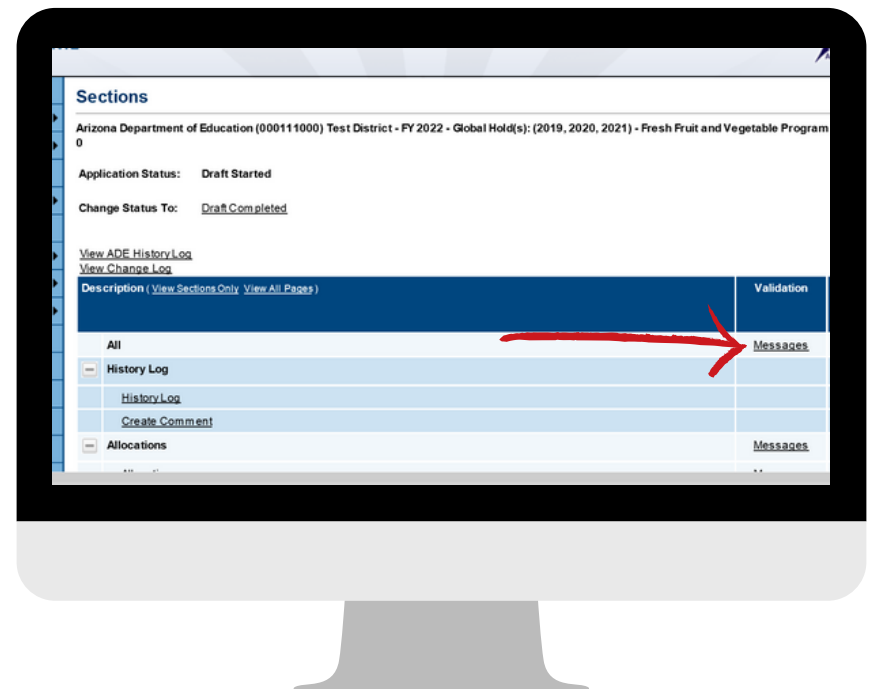 Sections
Arizona Department of Education (000111000) Test District - FY 2022 - Global Hold(s): (2019, 2020, 2021) - Fresh Fruit and Vegetable Program
0
Application Status: Draft Started
Change Status To: Draft Completed
View ADE History Log
View Change Log
Description ( View Sections Only View All Pages ) Validation
All Messages
History Log
History Log
Create Comment
Allocations Messages